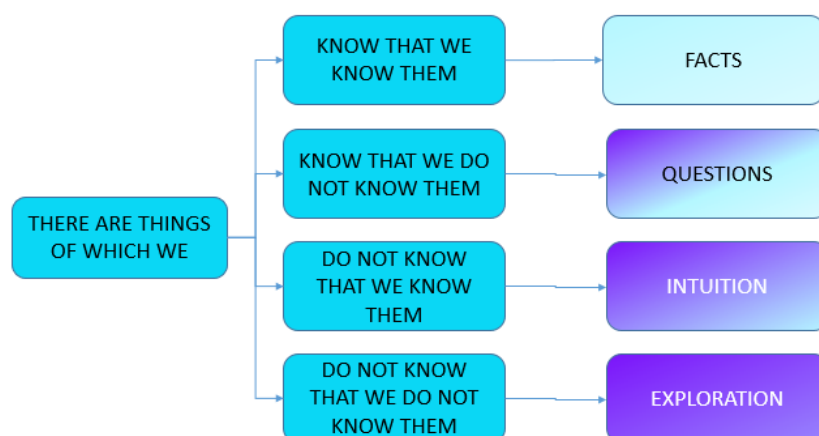 KNOW THAT WE
KNOW THEM
FACTS
KNOW THAT WE DO
NOT KNOW THEM
QUESTIONS
THERE ARE THINGS
OF WHICH WE
DO NOT KNOW
THAT WE KNOW
THEM
INTUITION
DO NOT KNOW
THAT WE DO NOT
KNOW THEM
EXPLORATION